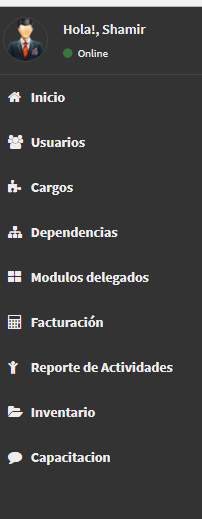 Hola!, Shamir
Online
Inicio
Usuarios
Cargos
Dependencias
Modulos delegados
Facturación
Reporte de Actividades
Inventario
Capacitacion